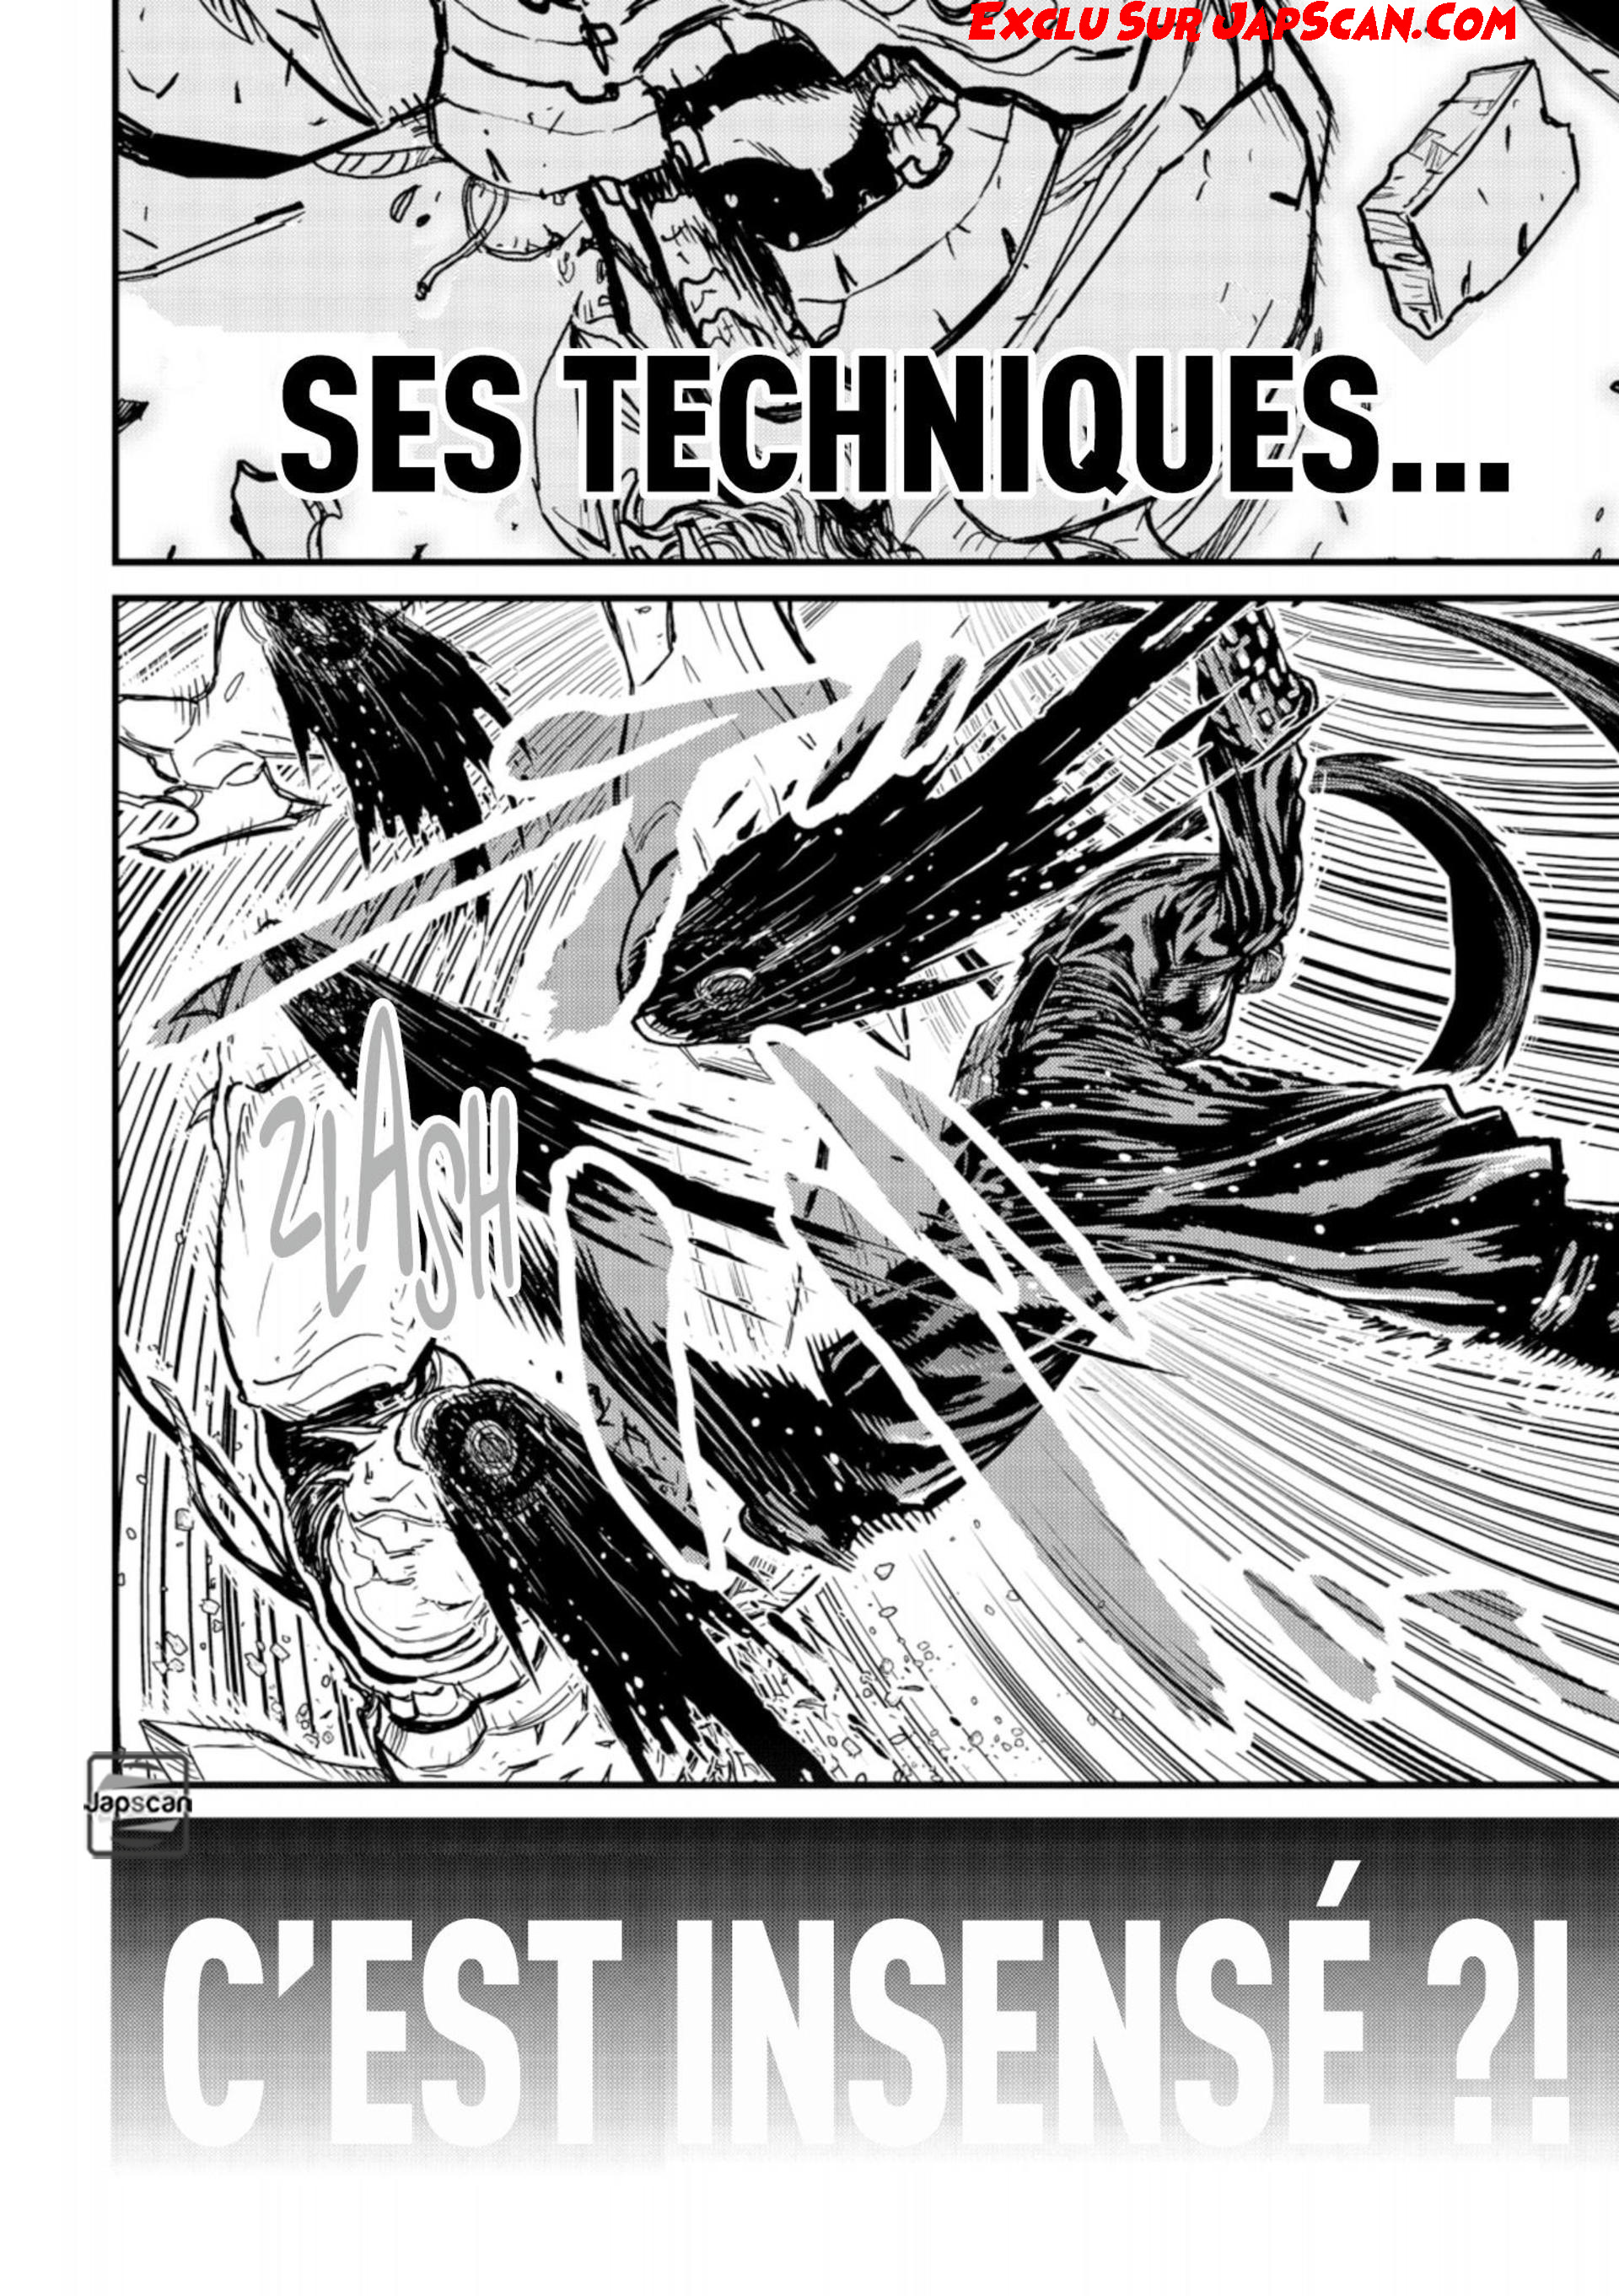 EXCLU SUR JAPSCAN.COM
SES TECHNIQUES...
ZLASH
Japscan
C'EST INSENSÉ ?!